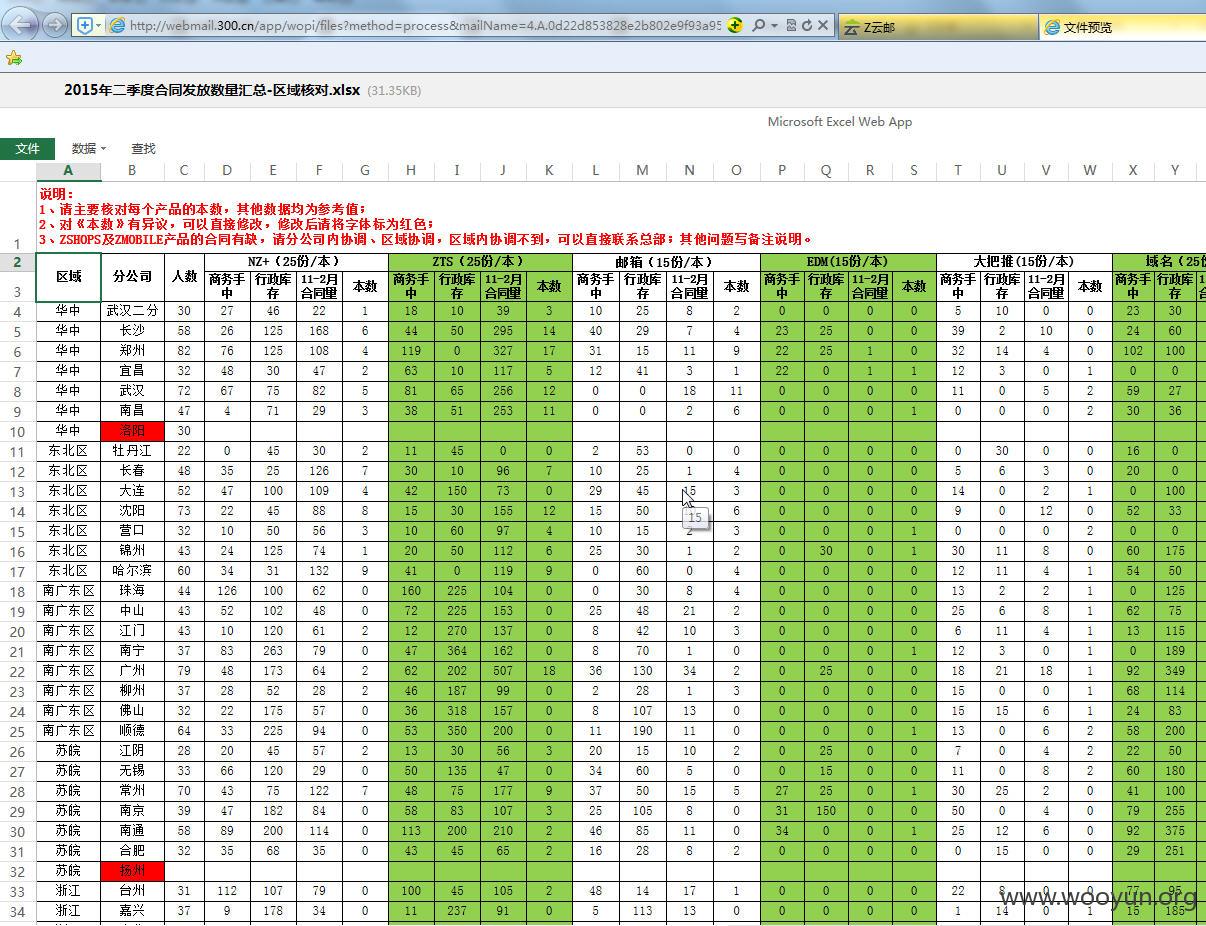 http://webmail.300.cn/app/wopi/files?method=process&mailName=4.A.0d22d853828e2b802e9f93a95
Z云邮
文件预览
2015年二季度合同发放数量汇总-区域核对.xlsx (31.35KB)
Microsoft Excel Web App
文件 数据 查找
A B C D E F G H I J K L M N O P Q R S T U V W X Y
说明：
1、请主要核对每个产品的本数，其他数据均为参考值；
2、对《本数》有异议，可以直接修改，修改后请将字体标为红色；
1 3、ZSHOPS及ZMOBILE产品的合同有缺，请分公司内协调、区域协调，区域内协调不到，可以直接联系总部；其他问题写备注说明。
2 区域 分公司 人数 NZ+（25份/本） ZTS（25份/本） 邮箱（15份/本） EDM(15份/本) 大把推(15份/本) 域名（25份
3 商务手中 行政库存 11-2月合同量 本数 商务手中 行政库存 11-2月合同量 本数 商务手中 行政库存 11-2月合同量 本数 商务手中 行政库存 11-2月合同量 本数 商务手中 行政库存 11-2月合同量 本数 商务手中 行政库存
4 华中 武汉二分 30 27 46 22 1 18 10 39 3 10 25 8 2 0 0 0 0 5 10 0 0 23 30
5 华中 长沙 58 26 125 168 6 44 50 295 14 40 29 7 4 23 25 0 0 39 2 10 0 24 60
6 华中 郑州 82 76 125 108 4 119 0 327 17 31 15 11 9 22 25 1 0 32 14 4 0 102 100
7 华中 宜昌 32 48 30 47 2 63 10 117 5 12 41 3 1 22 0 1 1 12 3 0 1 0 0
8 华中 武汉 72 67 75 82 5 81 65 256 12 0 0 18 11 0 0 0 0 11 0 5 2 59 27
9 华中 南昌 47 4 71 29 3 38 51 253 11 0 0 2 6 0 0 0 1 0 0 0 2 30 36
10 华中 洛阳 30
11 东北区 牡丹江 22 0 45 30 2 11 45 0 0 2 53 0 0 0 0 0 0 0 30 0 0 16 0
12 东北区 长春 48 35 25 126 7 30 10 96 7 10 25 1 4 0 0 0 0 5 6 3 0 20 0
13 东北区 大连 52 47 100 109 4 42 150 73 0 29 45 15 3 0 0 0 0 14 0 2 1 0 100
14 东北区 沈阳 73 22 45 88 8 15 30 155 12 15 50 15 6 0 0 0 0 9 0 12 0 52 33
15 东北区 营口 32 10 50 56 3 10 60 97 4 10 15 2 3 0 0 0 1 0 0 0 2 0 0
16 东北区 锦州 43 24 125 74 1 20 50 112 6 25 30 1 2 0 30 0 1 30 11 8 0 60 175
17 东北区 哈尔滨 60 34 31 132 9 41 0 119 9 0 60 0 4 0 0 0 0 12 11 4 1 54 50
18 南广东区 珠海 44 126 100 62 0 160 225 104 0 0 30 8 4 0 0 0 0 13 2 2 1 0 125
19 南广东区 中山 43 52 102 48 0 72 225 153 0 25 48 21 2 0 0 0 0 25 6 8 1 62 75
20 南广东区 江门 43 10 120 61 2 12 270 137 0 8 42 10 3 0 0 0 0 6 11 4 1 13 115
21 南广东区 南宁 37 83 263 79 0 47 364 162 0 8 70 1 0 0 0 0 1 12 3 0 1 0 189
22 南广东区 广州 79 48 173 64 2 62 202 507 18 36 130 34 2 0 25 0 0 18 21 18 1 92 349
23 南广东区 柳州 37 28 52 28 2 46 187 99 0 2 28 1 3 0 0 0 0 15 0 0 1 68 114
24 南广东区 佛山 32 22 175 57 0 36 318 157 0 8 107 13 0 0 0 0 0 15 15 6 1 24 83
25 南广东区 顺德 64 33 225 94 0 53 350 200 0 11 190 11 0 0 0 0 1 13 0 6 2 58 200
26 苏皖 江阴 28 20 45 57 2 13 30 56 3 20 15 10 2 0 25 0 0 7 0 4 2 22 50
27 苏皖 无锡 33 66 120 29 0 50 135 47 0 34 60 5 0 0 15 0 0 11 0 8 2 60 180
28 苏皖 常州 70 43 75 122 7 48 75 177 9 37 50 15 5 27 25 0 1 30 25 2 0 41 100
29 苏皖 南京 39 47 182 84 0 58 83 107 3 25 105 8 0 31 150 0 0 50 0 4 0 79 255
30 苏皖 南通 58 89 200 114 0 113 200 210 2 46 85 11 0 34 0 0 1 25 12 6 0 92 375
31 苏皖 合肥 32 35 68 35 0 43 45 65 2 16 28 8 2 0 0 0 0 0 15 0 0 29 251
32 苏皖 扬州
33 浙江 台州 31 112 107 79 0 100 45 105 2 48 14 17 1 0 0 0 0 22 8 0 0 77 95
34 浙江 嘉兴 37 9 178 34 0 11 237 91 0 5 113 13 0 0 0 0 0 1 14 0 1 15 185
www.wooyun.org